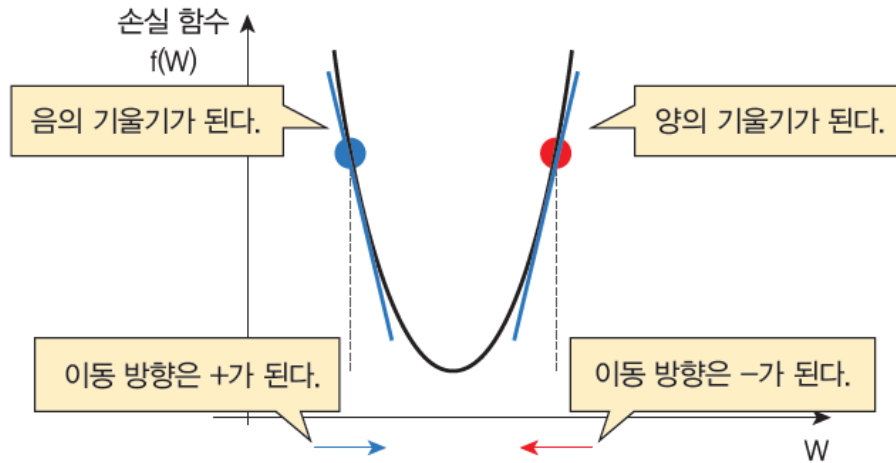 손실 함수
f(W)
음의 기울기가 된다.
양의 기울기가 된다.
이동 방향은 +가 된다.
이동 방향은 −가 된다.
W